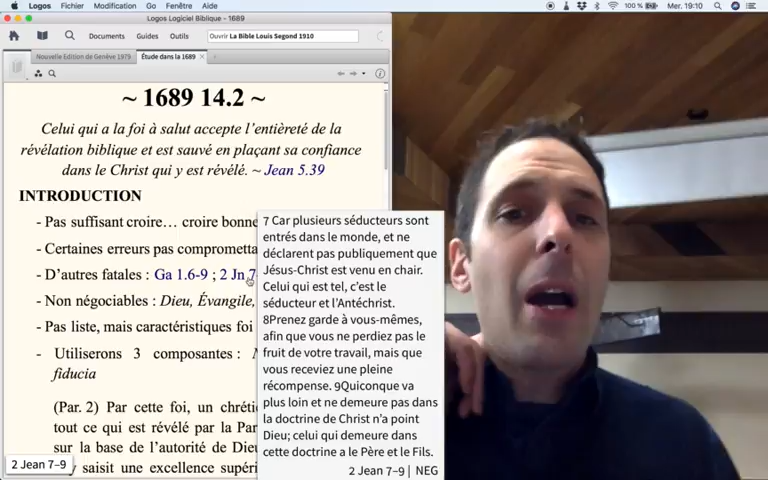 Logos Fichier Modification Go Fenêtre Aide
100 % Mer. 19:10
Logos Logiciel Biblique - 1689
Documents Guides Outils Ouvrir La Bible Louis Segond 1910
Nouvelle Edition de Genève 1979 Étude dans la 1689
~ 1689 14.2 ~
Celui qui a la foi à salut accepte l'entièreté de la
révélation biblique et est sauvé en plaçant sa confiance
dans le Christ qui y est révélé. ~ Jean 5.39
INTRODUCTION
- Pas suffisant croire… croire bonne
- Certaines erreurs pas compromett
- D'autres fatales : Ga 1.6-9 ; 2 Jn 7
- Non négociables : Dieu, Évangile,
- Pas liste, mais caractéristiques foi
- Utiliserons 3 composantes :
fiducia
(Par. 2) Par cette foi, un chréti
tout ce qui est révélé par la Par
sur la base de l'autorité de Die
y saisit une excellence supéri
2 Jean 7–9
7 Car plusieurs séducteurs sont
entrés dans le monde, et ne
déclarent pas publiquement que
Jésus-Christ est venu en chair.
Celui qui est tel, c'est le
séducteur et l'Antéchrist.
8Prenez garde à vous-mêmes,
afin que vous ne perdiez pas le
fruit de votre travail, mais que
vous receviez une pleine
récompense. 9Quiconque va
plus loin et ne demeure pas dans
la doctrine de Christ n'a point
Dieu; celui qui demeure dans
cette doctrine a le Père et le Fils.
2 Jean 7–9 | NEG